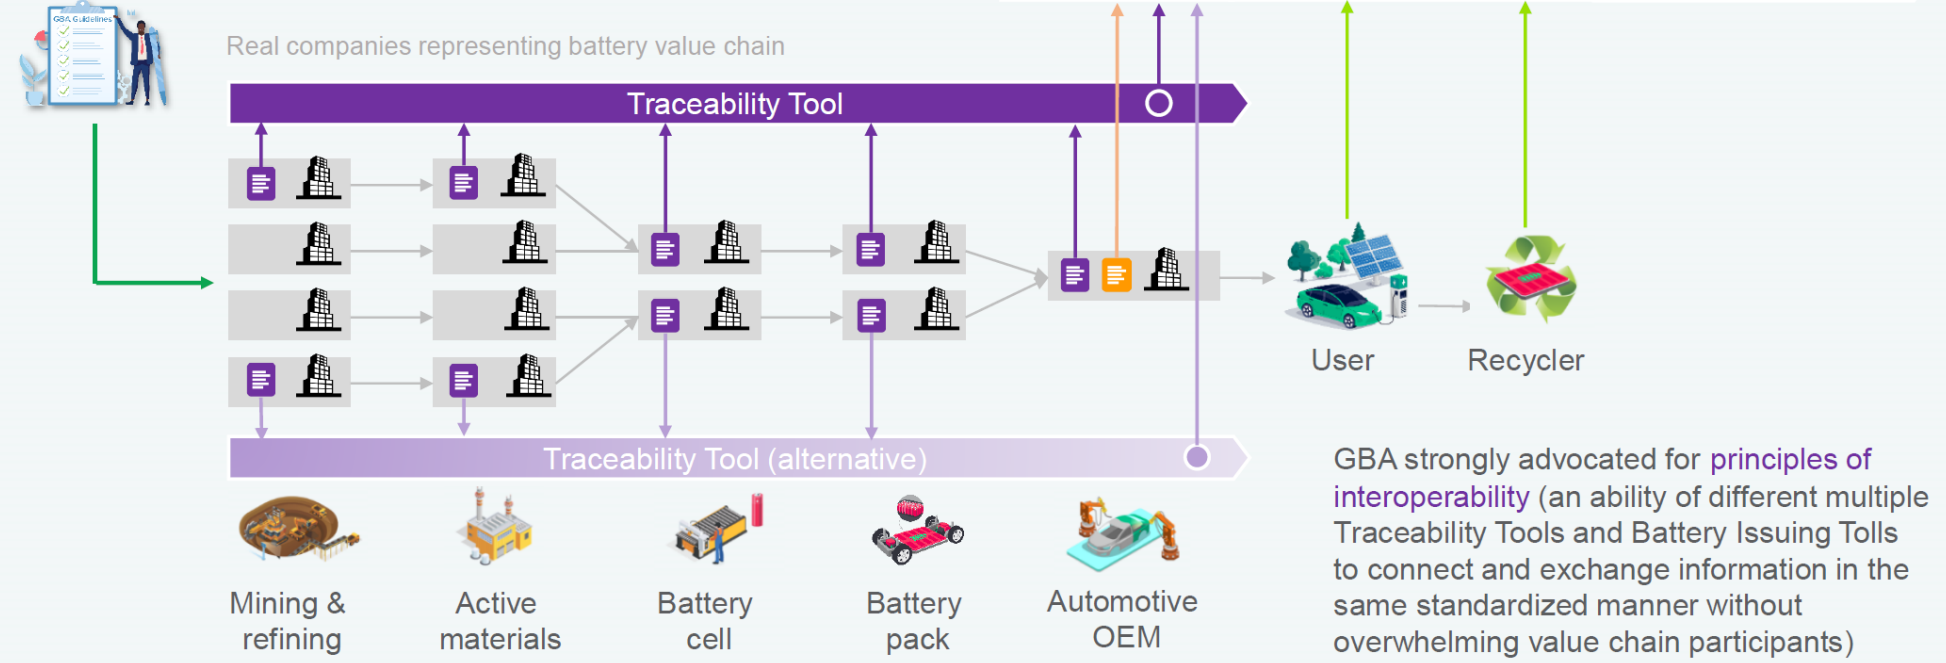 GBA Guidelines
Real companies representing battery value chain
Traceability Tool
User
Recycler
Traceability Tool (alternative)
Mining &
refining
Active
materials
Battery
cell
Battery
pack
Automotive
OEM
GBA strongly advocated for principles of
interoperability (an ability of different multiple
Traceability Tools and Battery Issuing Tolls
to connect and exchange information in the
same standardized manner without
overwhelming value chain participants)